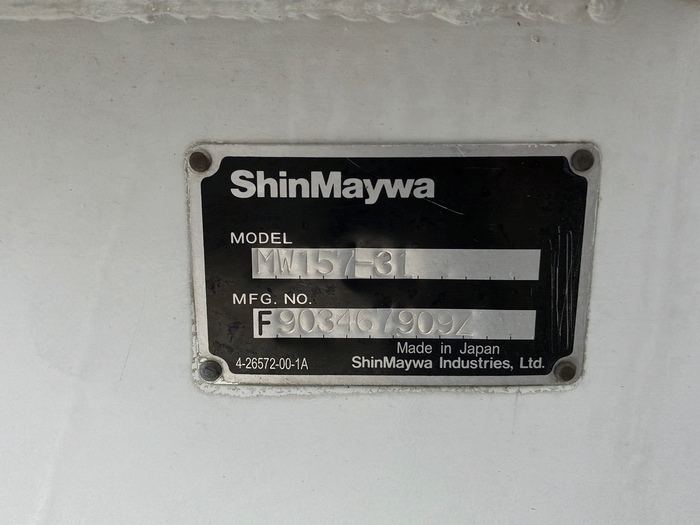 ShinMaywa
MODEL
MW157-31
MFG. NO.
F9034679092
Made in Japan
4-26572-00-1A
ShinMaywa Industries, Ltd.